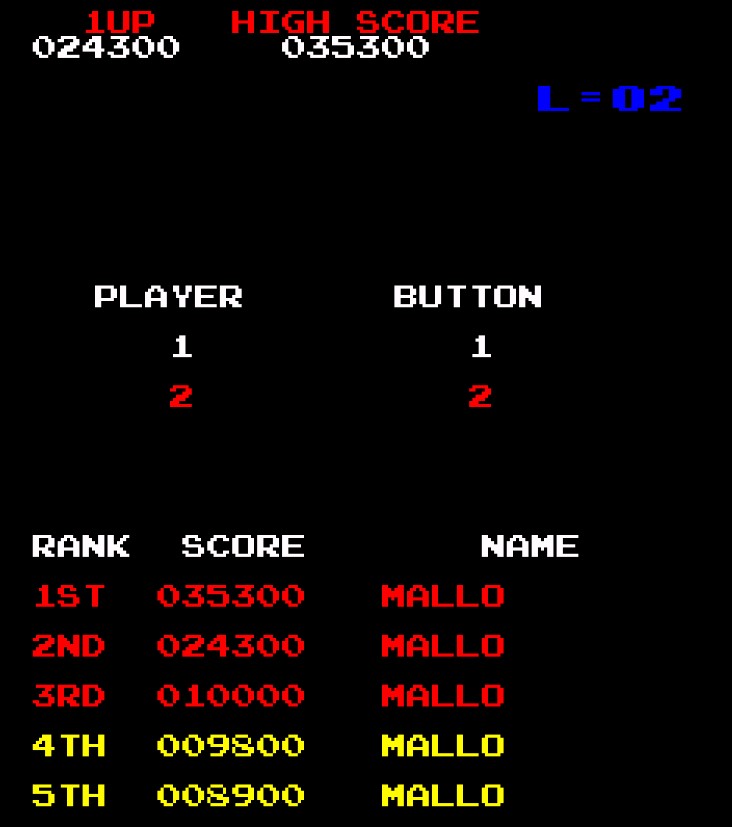 1UP HIGH SCORE
024300 035300
L=02
PLAYER BUTTON
1 1
2 2
RANK SCORE NAME
1ST 035300 MALLO
2ND 024300 MALLO
3RD 010000 MALLO
4TH 009800 MALLO
5TH 008900 MALLO